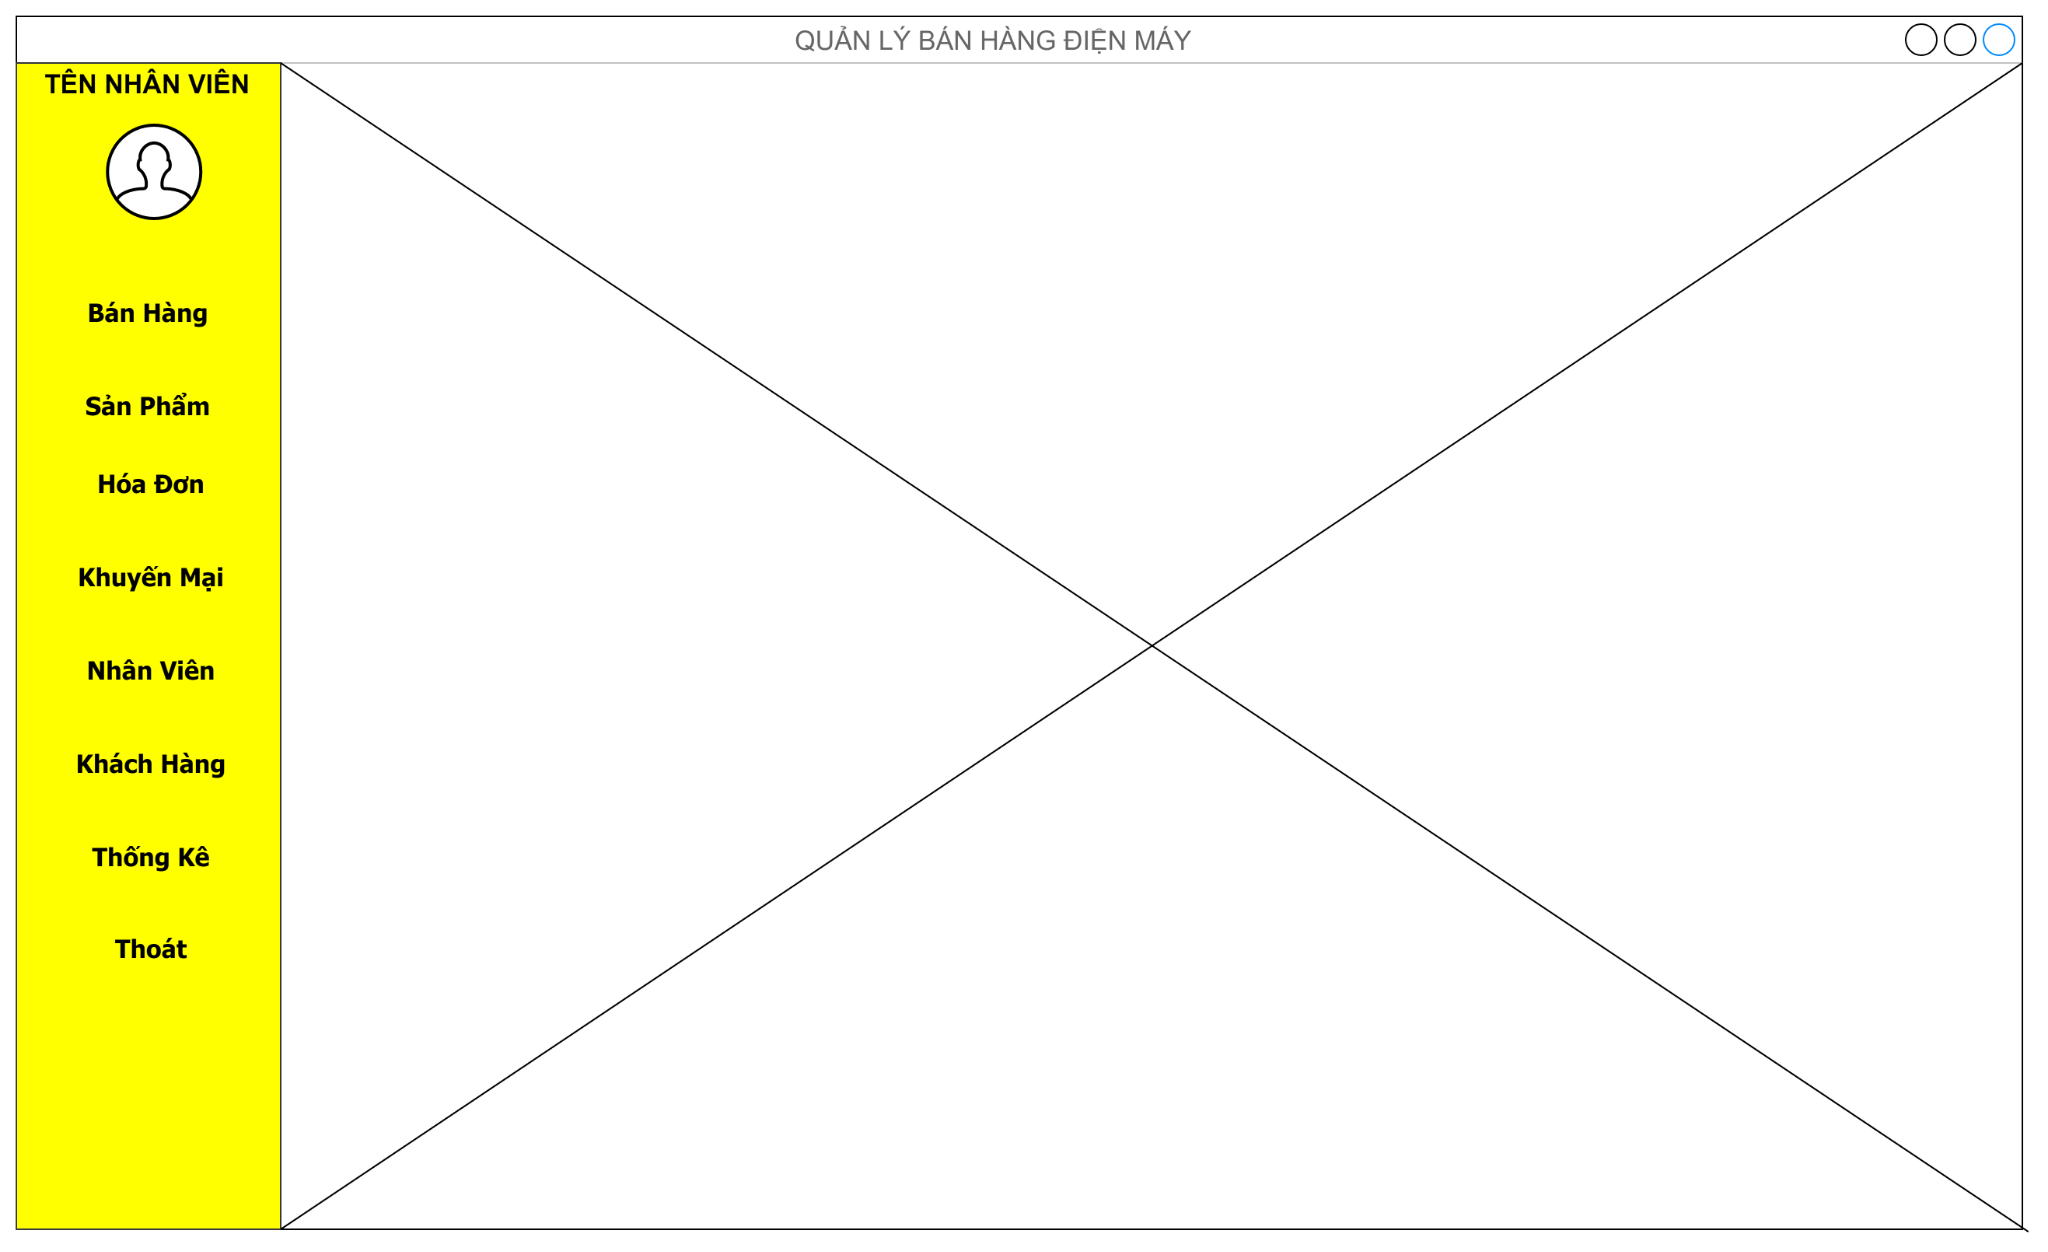 QUẢN LÝ BÁN HÀNG ĐIỆN MÁY
TÊN NHÂN VIÊN
Bán Hàng
Sản Phẩm
Hóa Đơn
Khuyến Mại
Nhân Viên
Khách Hàng
Thống Kê
Thoát